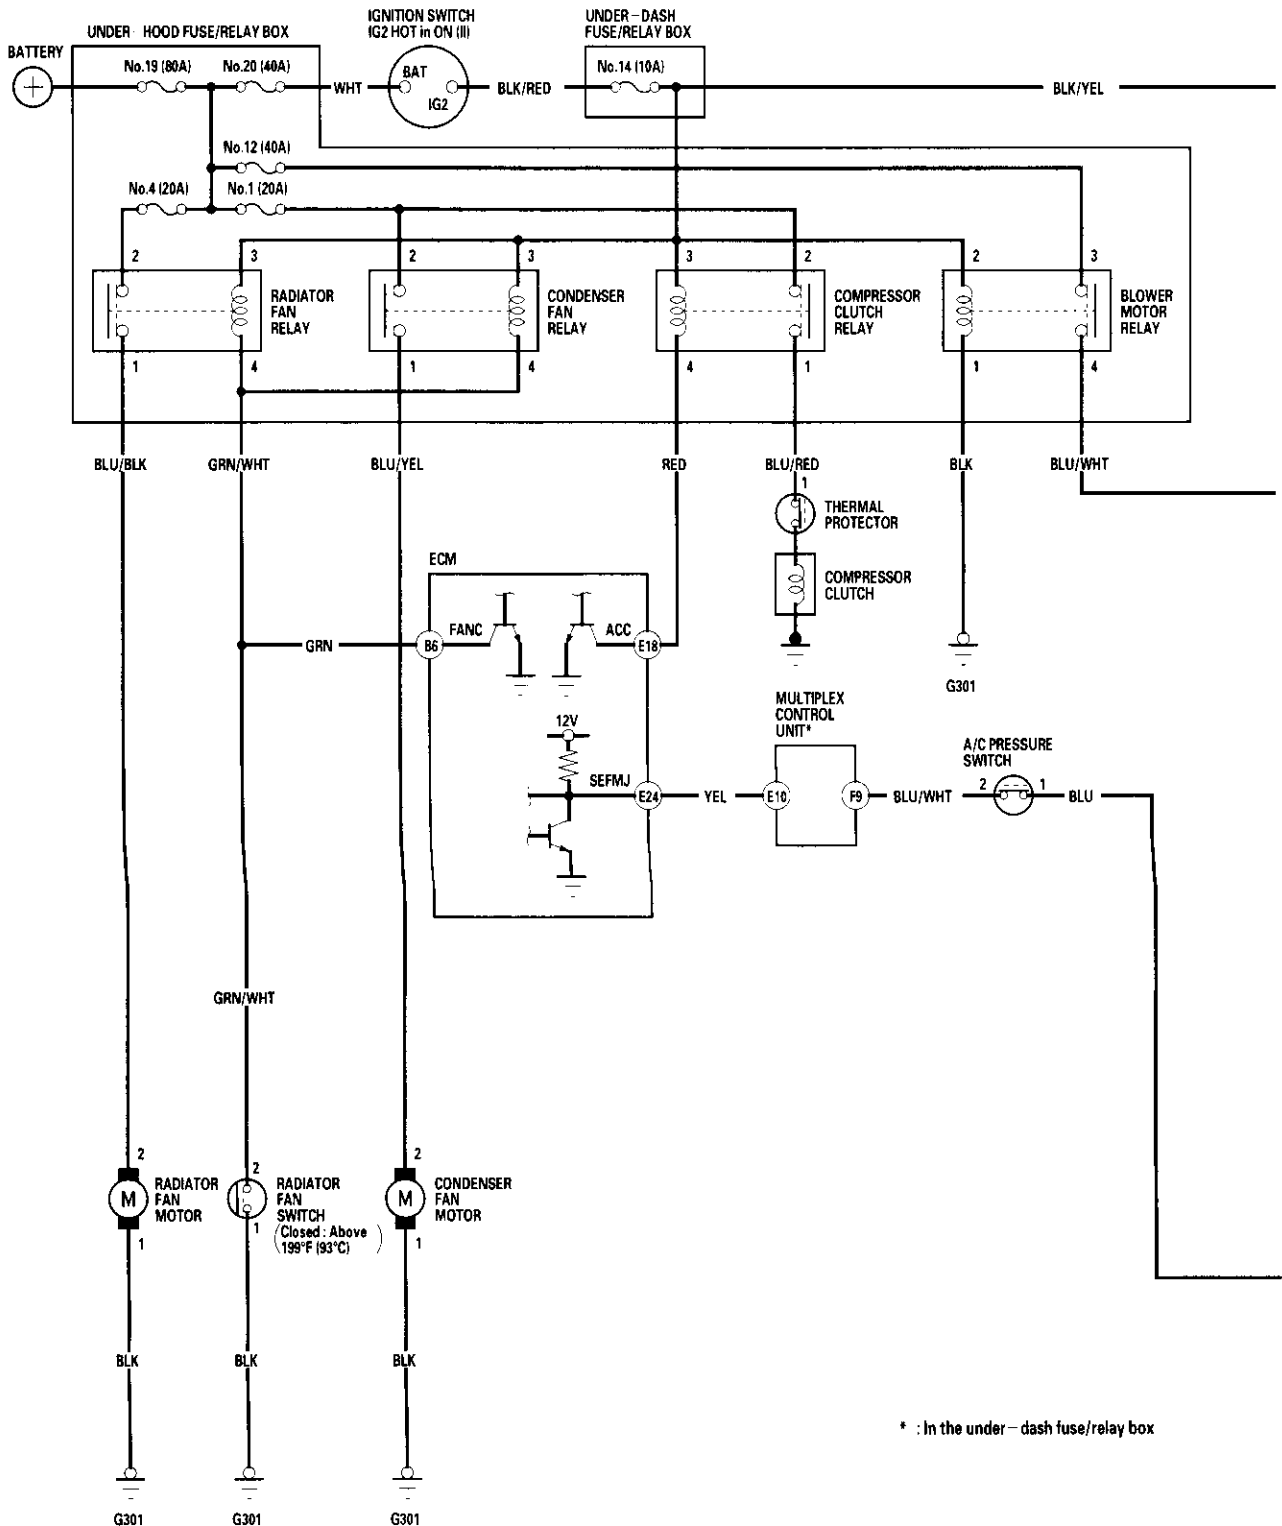 IGNITION SWITCH
IG2 HOT in ON (II)
UNDER-DASH
FUSE/RELAY BOX
UNDER HOOD FUSE/RELAY BOX
BATTERY
No.19 (80A)
No.20 (40A)
WHT
BAT
IG2
BLK/RED
No.14 (10A)
BLK/YEL
No.12 (40A)
No.4 (20A)
No.1 (20A)
2
3
2
3
3
2
2
3
RADIATOR
FAN
RELAY
CONDENSER
FAN
RELAY
COMPRESSOR
CLUTCH
RELAY
BLOWER
MOTOR
RELAY
1
4
1
4
4
1
1
4
BLU/BLK
GRN/WHT
BLU/YEL
RED
BLU/RED
BLK
BLU/WHT
1
THERMAL
PROTECTOR
ECM
COMPRESSOR
CLUTCH
GRN
B6
FANC
ACC
E18
G301
MULTIPLEX
CONTROL
UNIT*
12V
A/C PRESSURE
SWITCH
SEFMJ
E24
YEL
E10
F9
BLU/WHT
2
1
BLU
GRN/WHT
2
M
RADIATOR
FAN
MOTOR
1
2
RADIATOR
FAN
SWITCH
(Closed : Above
199°F (93°C) )
1
2
M
CONDENSER
FAN
MOTOR
1
BLK
BLK
BLK
* : In the under-dash fuse/relay box
G301
G301
G301